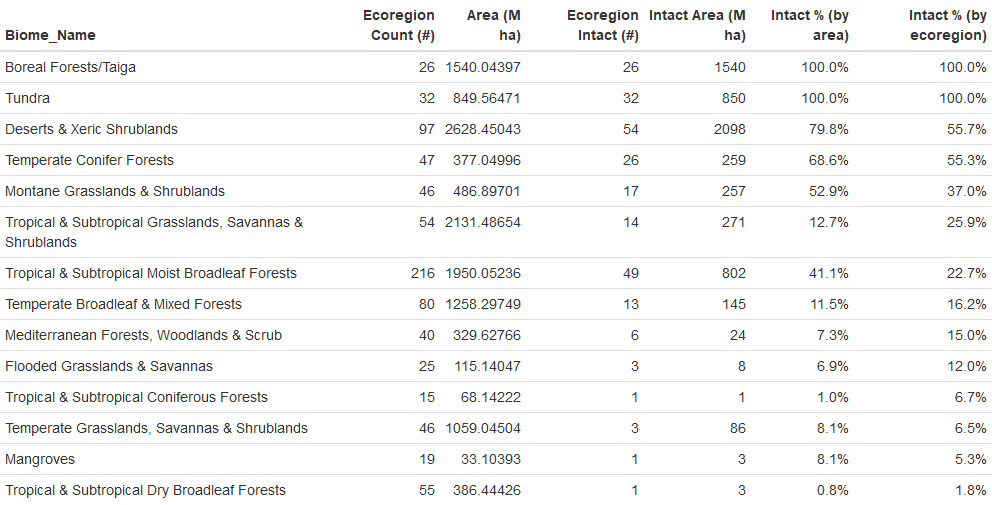 Biome_Name Ecoregion Count (#) Area (M ha) Ecoregion Intact (#) Intact Area (M ha) Intact % (by area) Intact % (by ecoregion)
Boreal Forests/Taiga 26 1540.04397 26 1540 100.0% 100.0%
Tundra 32 849.56471 32 850 100.0% 100.0%
Deserts & Xeric Shrublands 97 2628.45043 54 2098 79.8% 55.7%
Temperate Conifer Forests 47 377.04996 26 259 68.6% 55.3%
Montane Grasslands & Shrublands 46 486.89701 17 257 52.9% 37.0%
Tropical & Subtropical Grasslands, Savannas & 54 2131.48654 14 271 12.7% 25.9%
Shrublands
Tropical & Subtropical Moist Broadleaf Forests 216 1950.05236 49 802 41.1% 22.7%
Temperate Broadleaf & Mixed Forests 80 1258.29749 13 145 11.5% 16.2%
Mediterranean Forests, Woodlands & Scrub 40 329.62766 6 24 7.3% 15.0%
Flooded Grasslands & Savannas 25 115.14047 3 8 6.9% 12.0%
Tropical & Subtropical Coniferous Forests 15 68.14222 1 1 1.0% 6.7%
Temperate Grasslands, Savannas & Shrublands 46 1059.04504 3 86 8.1% 6.5%
Mangroves 19 33.10393 1 3 8.1% 5.3%
Tropical & Subtropical Dry Broadleaf Forests 55 386.44426 1 3 0.8% 1.8%